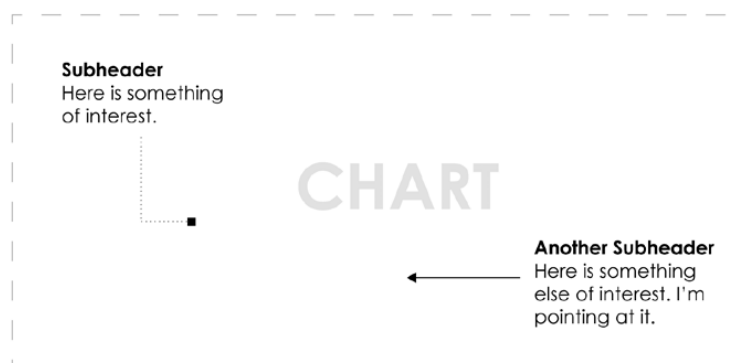 Subheader
Here is something
of interest.
CHART
Another Subheader
Here is something
else of interest. I'm
pointing at it.